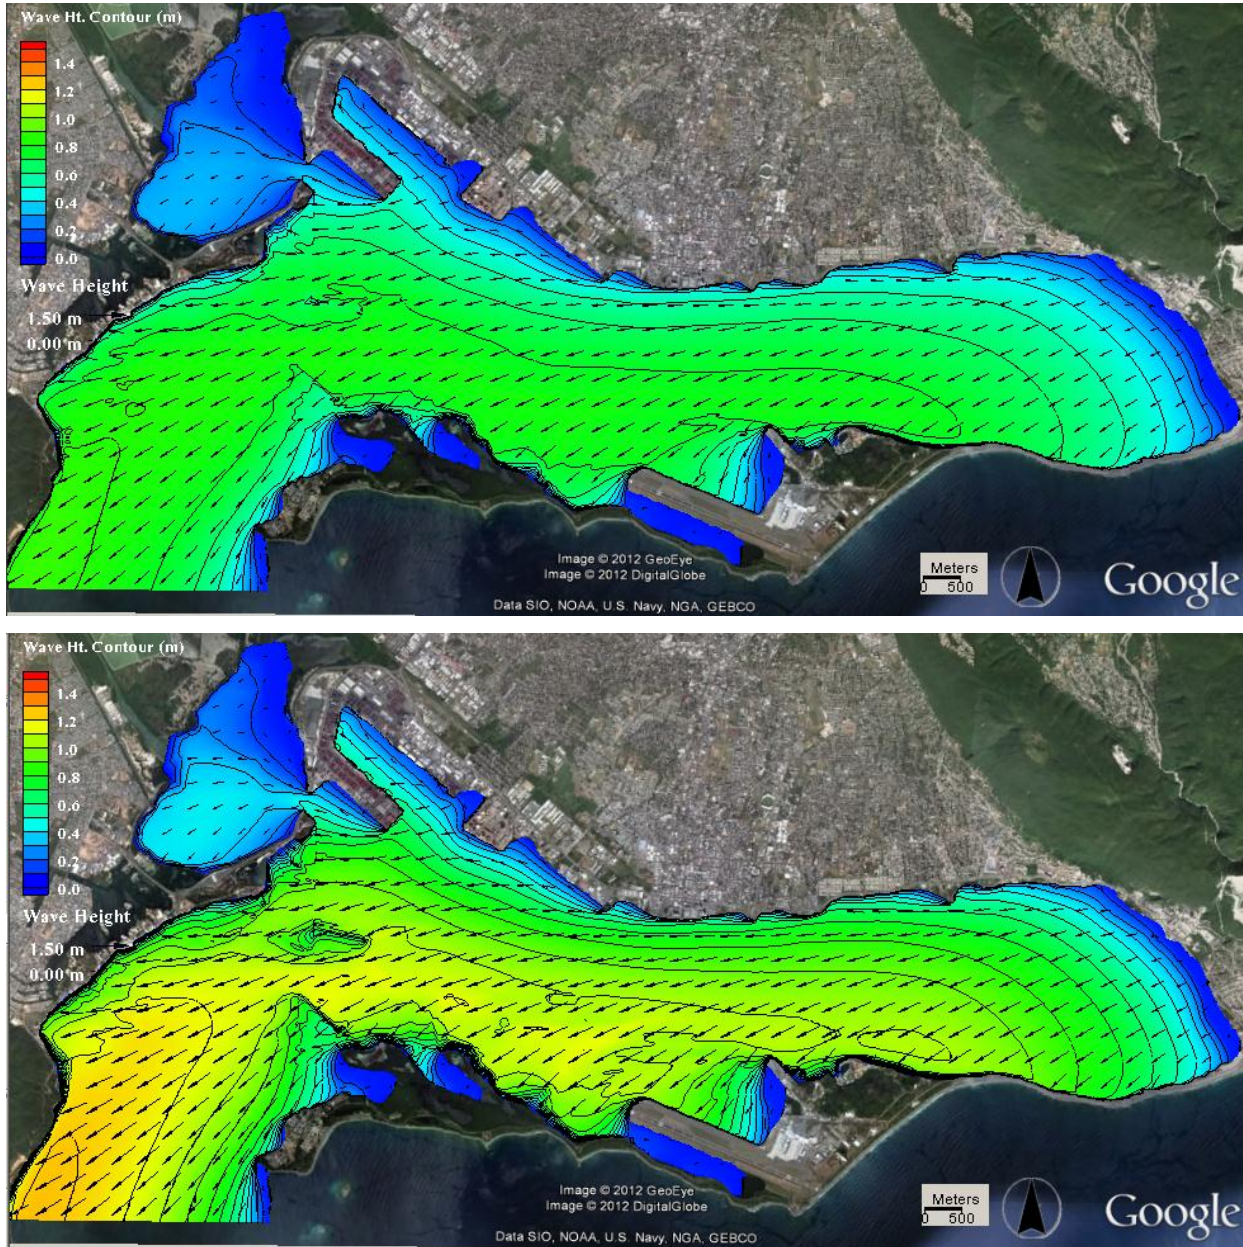 Wave Ht. Contour (m)
1.4
1.2
1.0
0.8
0.6
0.4
0.2
0.0
Wave Height
1.50 m
0.00 m
Image © 2012 GeoEye
Image © 2012 DigitalGlobe
Data SIO, NOAA, U.S. Navy, NGA, GEBCO
Meters
0 500
Google
Wave Ht. Contour (m)
1.4
1.2
1.0
0.8
0.6
0.4
0.2
0.0
Wave Height
1.50 m
0.00 m
Image © 2012 GeoEye
Image © 2012 DigitalGlobe
Data SIO, NOAA, U.S. Navy, NGA, GEBCO
Meters
0 500
Google